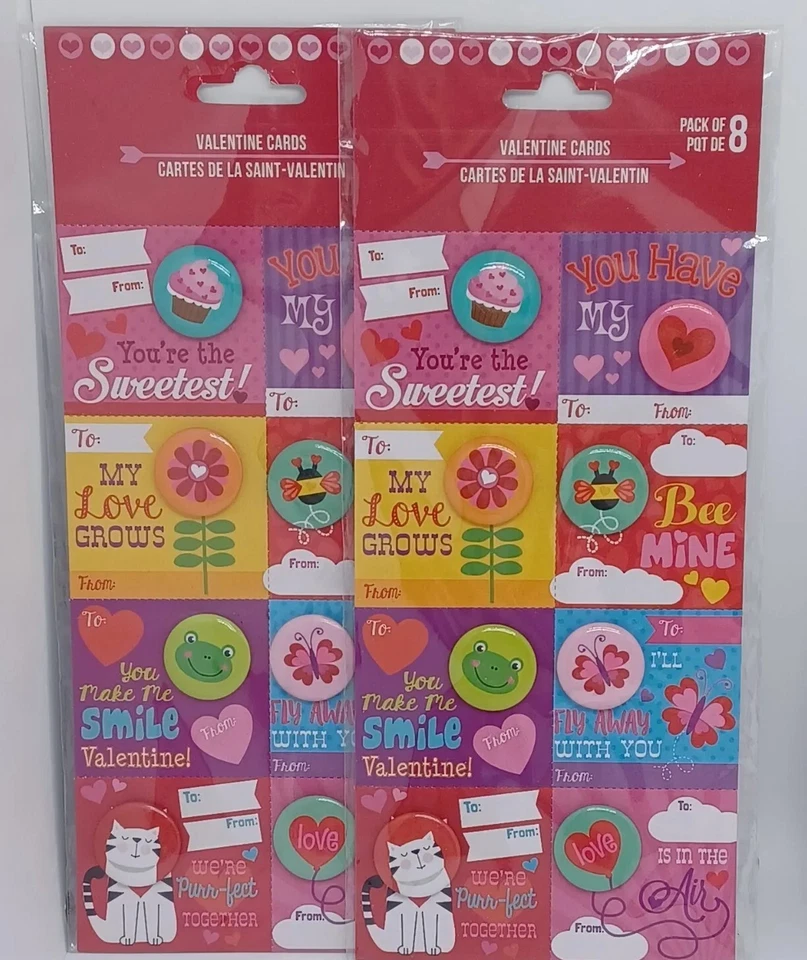 VALENTINE CARDS
CARTES DE LA SAINT-VALENTIN
To:
From:
You're the
Sweetest!
You
MY
To:
To:
MY
Love
GROWS
From:
From:
To:
You
Make Me
SMILE
Valentine!
From:
FLY AWA
WITH YO
From:
To:
From:
WE'RE
Purr-fect
TOGETHER
love
From:
PACK OF 8
PQT DE
VALENTINE CARDS
CARTES DE LA SAINT-VALENTIN
To:
From:
You're the
Sweetest!
You Have
MY
To: From:
To:
MY
Love
GROWS
From:
To:
Bee
MINE
From:
To:
You
Make Me
SMILE
Valentine!
From:
To:
I'LL
FLY AWAY
WITH YOU
From:
To:
From:
WE'RE
Purr-fect
TOGETHER
To:
love
IS IN THE
Air
From: